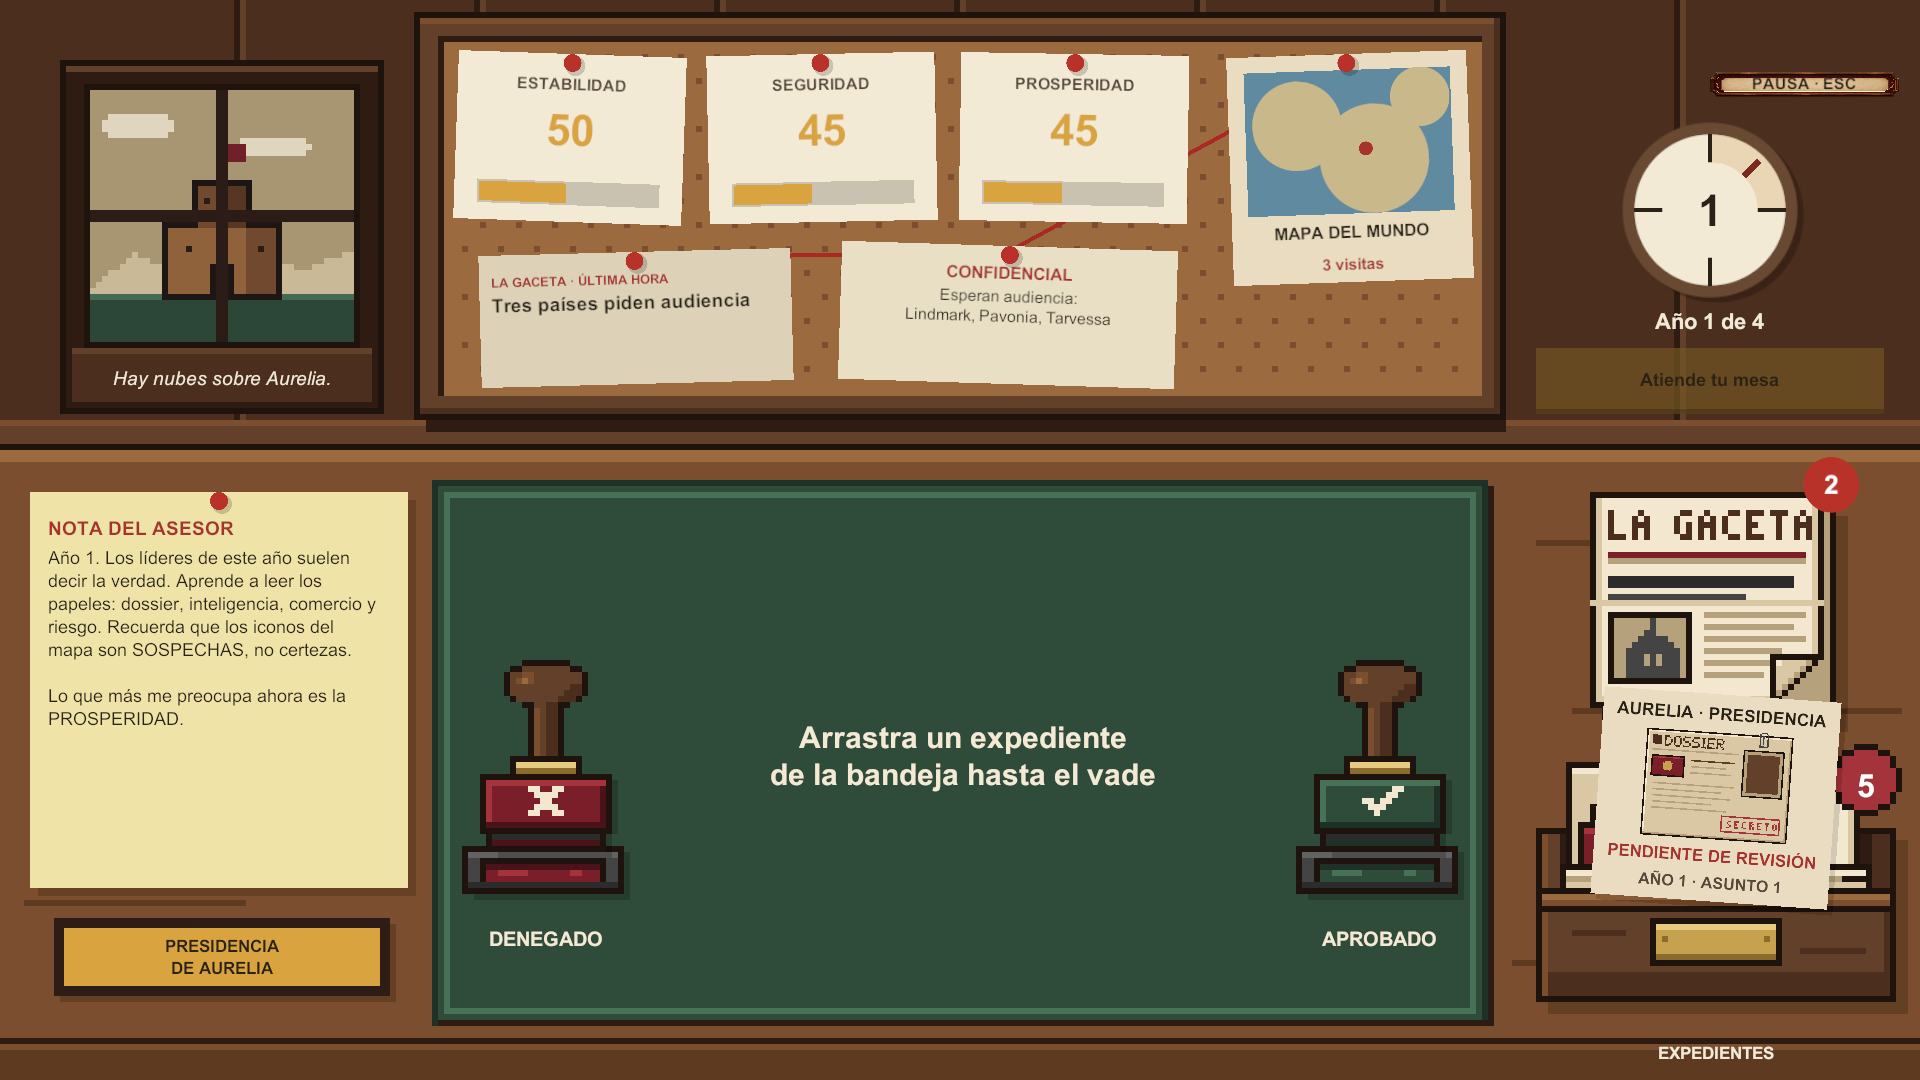 ESTABILIDAD
50
SEGURIDAD
45
PROSPERIDAD
45
MAPA DEL MUNDO
3 visitas
PAUSA · ESC
1
Año 1 de 4
Atiende tu mesa
LA GACETA · ÚLTIMA HORA
Tres países piden audiencia
CONFIDENCIAL
Esperan audiencia:
Lindmark, Pavonia, Tarvessa
Hay nubes sobre Aurelia.
NOTA DEL ASESOR
Año 1. Los líderes de este año suelen
decir la verdad. Aprende a leer los
papeles: dossier, inteligencia, comercio y
riesgo. Recuerda que los iconos del
mapa son SOSPECHAS, no certezas.
Lo que más me preocupa ahora es la
PROSPERIDAD.
PRESIDENCIA
DE AURELIA
Arrastra un expediente
de la bandeja hasta el vade
DENEGADO
APROBADO
2
LA GACETA
AURELIA · PRESIDENCIA
DOSSIER
SECRETO
PENDIENTE DE REVISIÓN
AÑO 1 · ASUNTO 1
5
EXPEDIENTES